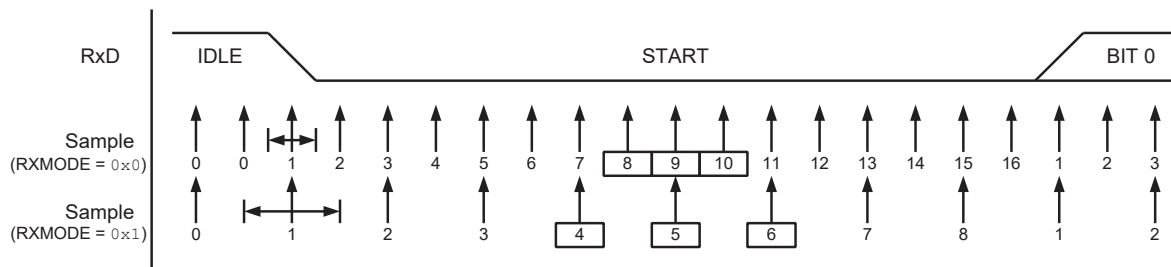 RxD IDLE START BIT 0
Sample
(RXMODE = 0x0) 0 0 1 2 3 4 5 6 7 8 9 10 11 12 13 14 15 16 1 2 3
Sample
(RXMODE = 0x1) 0 1 2 3 4 5 6 7 8 1 2